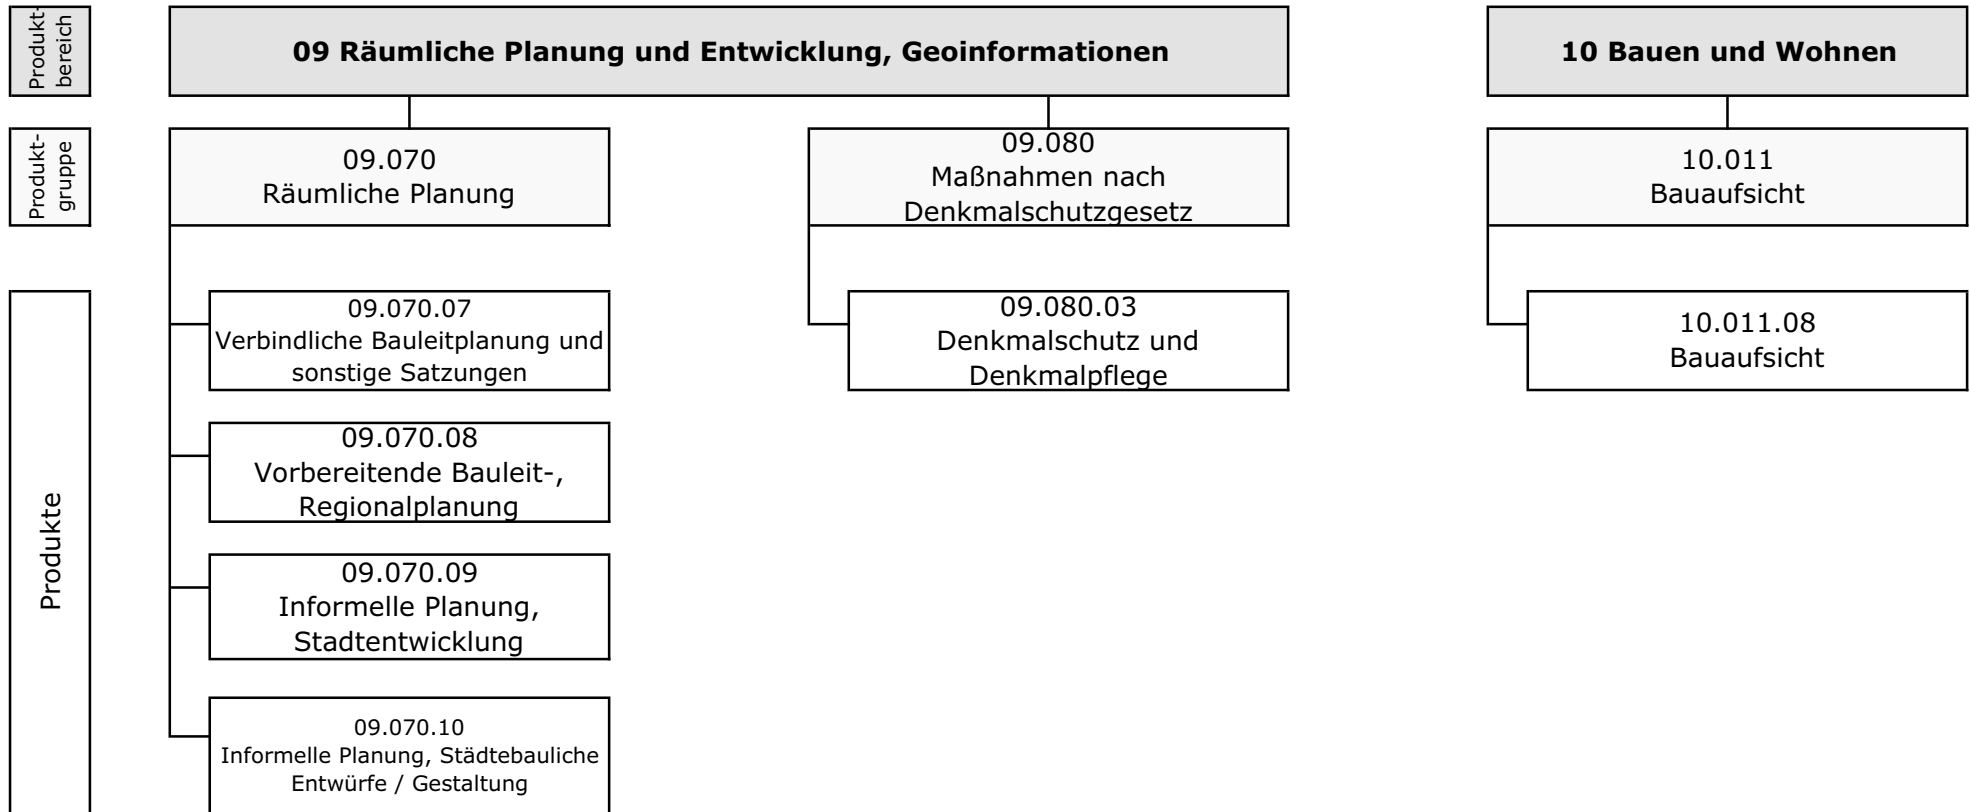 Produkt-
bereich
09 Räumliche Planung und Entwicklung, Geoinformationen
10 Bauen und Wohnen
Produkt-
gruppe
09.070
Räumliche Planung
09.080
Maßnahmen nach
Denkmalschutzgesetz
10.011
Bauaufsicht
Produkte
09.070.07
Verbindliche Bauleitplanung und
sonstige Satzungen
09.080.03
Denkmalschutz und
Denkmalpflege
10.011.08
Bauaufsicht
09.070.08
Vorbereitende Bauleit-,
Regionalplanung
09.070.09
Informelle Planung,
Stadtentwicklung
09.070.10
Informelle Planung, Städtebauliche
Entwürfe / Gestaltung